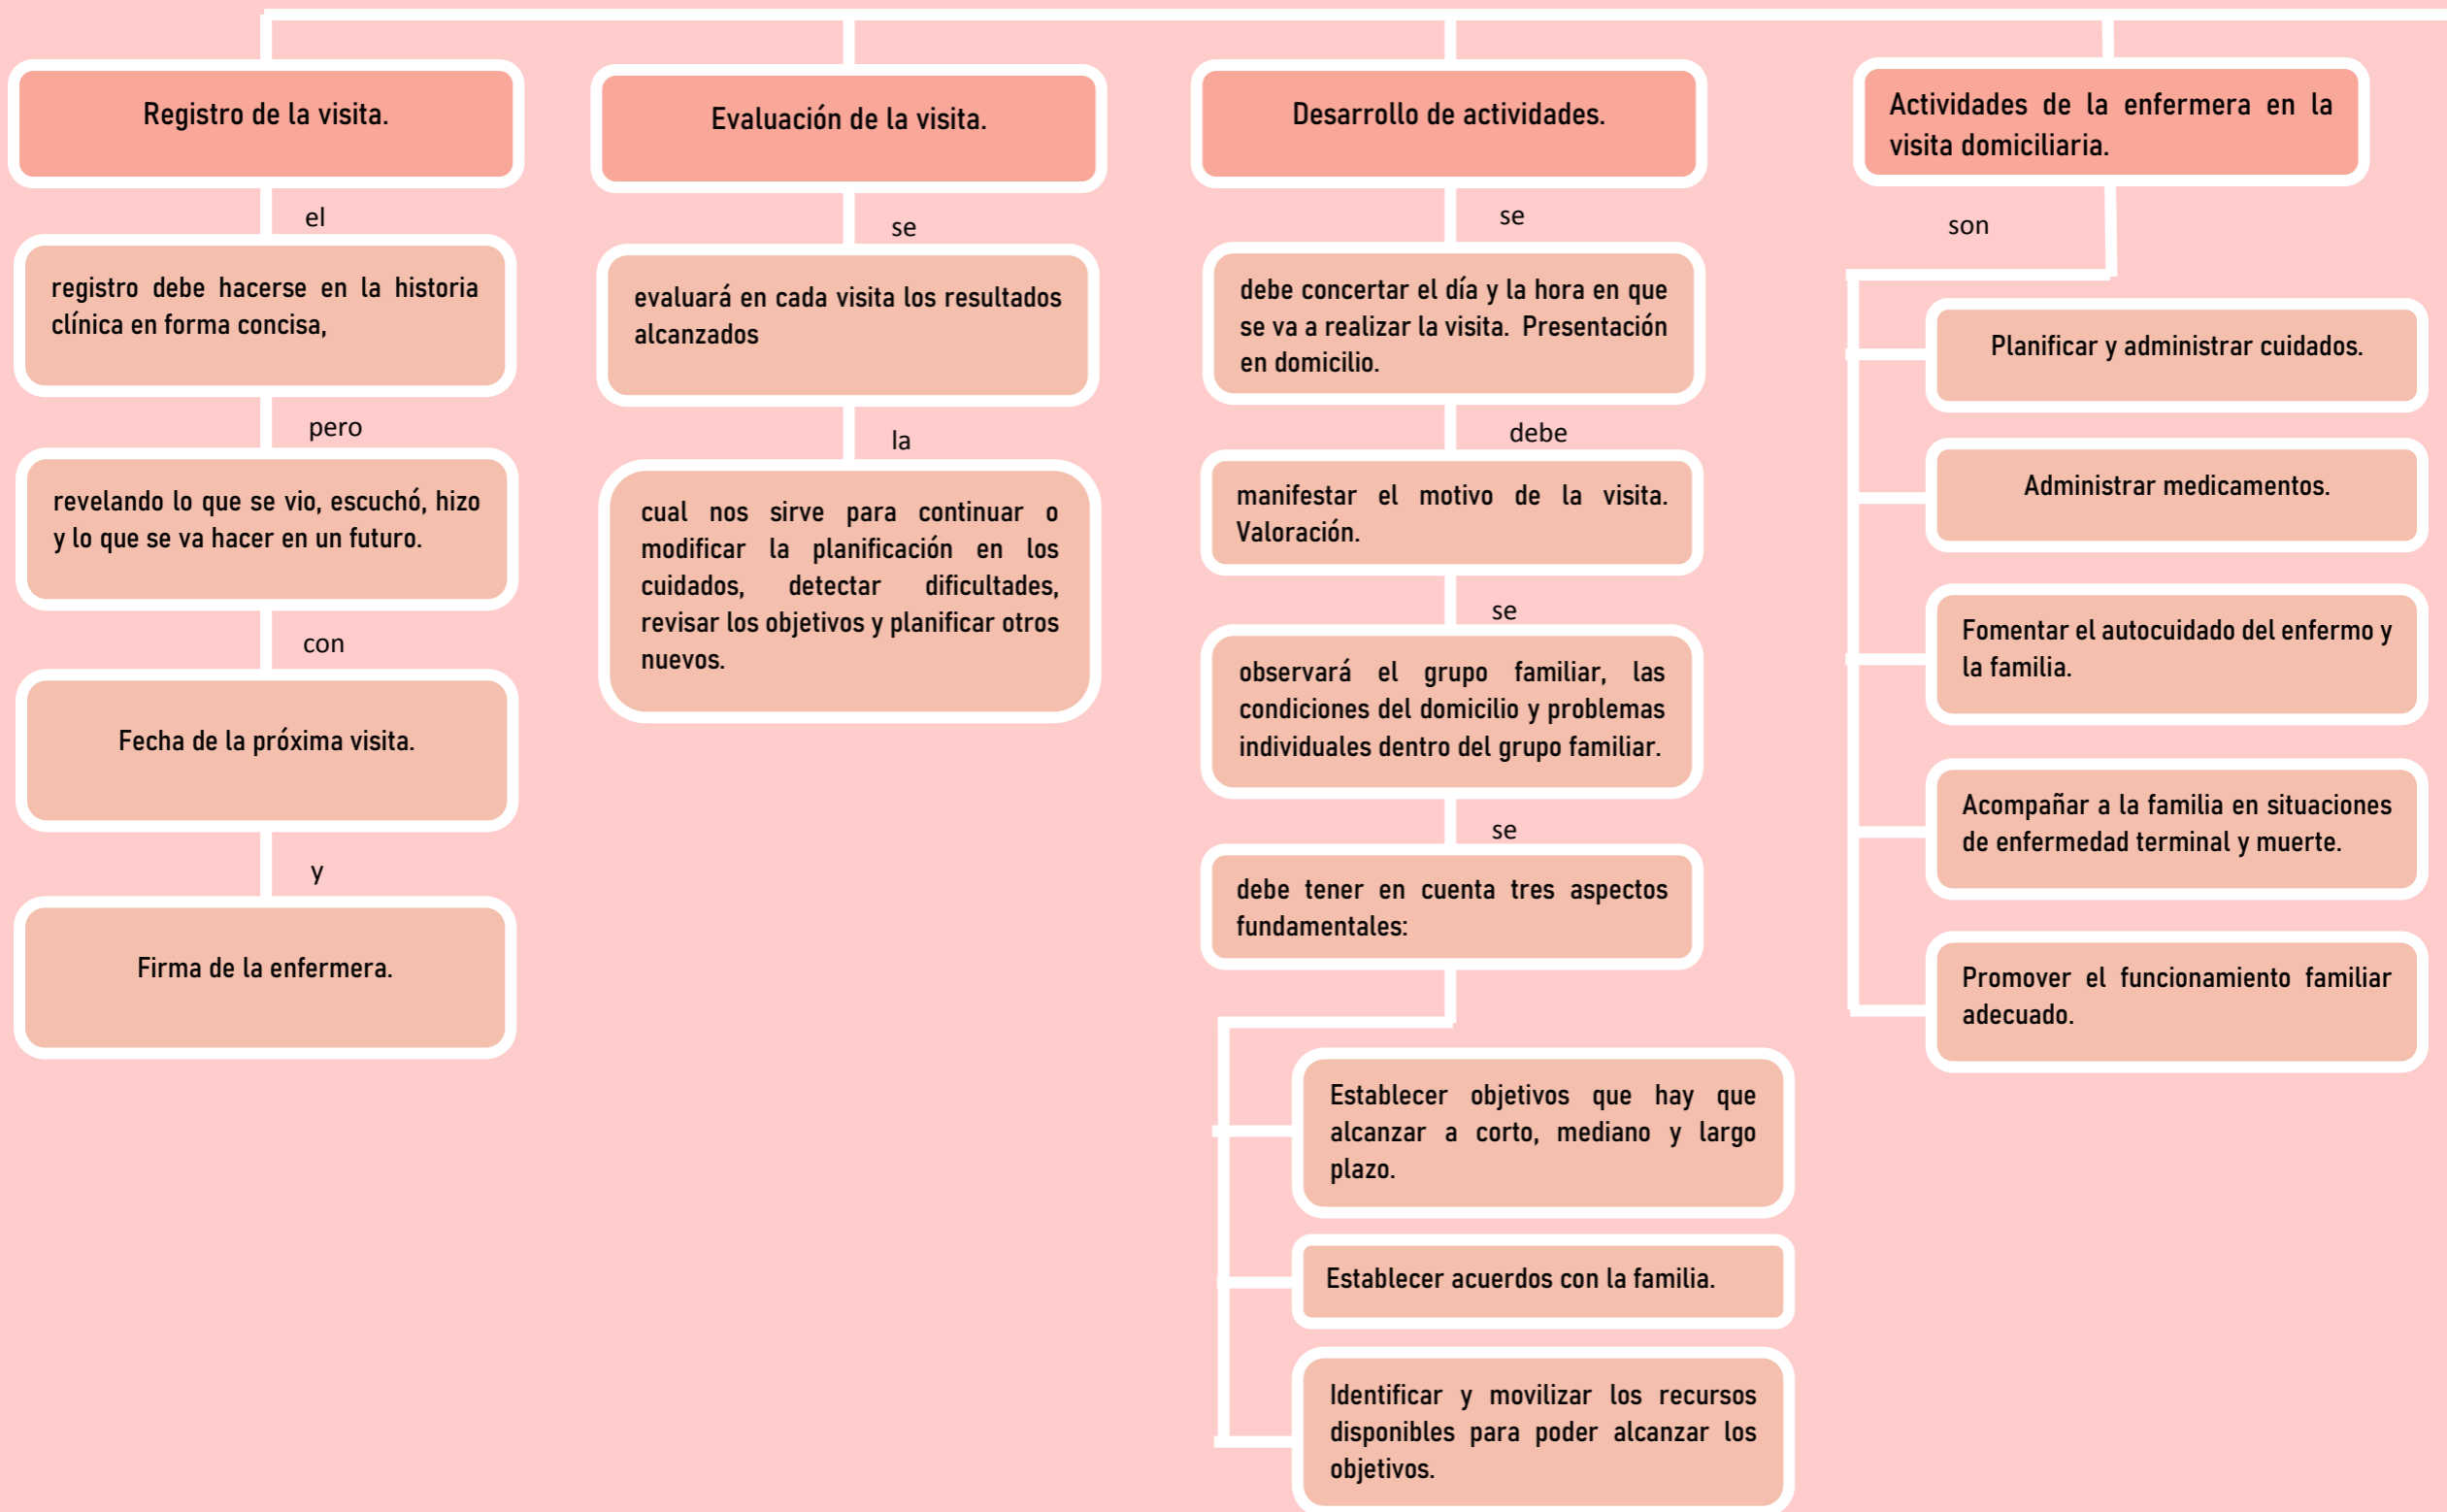 Registro de la visita.
el
registro debe hacerse en la historia
clínica en forma concisa,
pero
revelando lo que se vio, escuchó, hizo
y lo que se va hacer en un futuro.
con
Fecha de la próxima visita.
y
Firma de la enfermera.
Evaluación de la visita.
se
evaluará en cada visita los resultados
alcanzados
la
cual nos sirve para continuar o
modificar la planificación en los
cuidados, detectar dificultades,
revisar los objetivos y planificar otros
nuevos.
Desarrollo de actividades.
se
debe concertar el día y la hora en que
se va a realizar la visita. Presentación
en domicilio.
debe
manifestar el motivo de la visita.
Valoración.
se
observará el grupo familiar, las
condiciones del domicilio y problemas
individuales dentro del grupo familiar.
se
debe tener en cuenta tres aspectos
fundamentales:
Establecer objetivos que hay que
alcanzar a corto, mediano y largo
plazo.
Establecer acuerdos con la familia.
Identificar y movilizar los recursos
disponibles para poder alcanzar los
objetivos.
Actividades de la enfermera en la
visita domiciliaria.
son
Planificar y administrar cuidados.
Administrar medicamentos.
Fomentar el autocuidado del enfermo y
la familia.
Acompañar a la familia en situaciones
de enfermedad terminal y muerte.
Promover el funcionamiento familiar
adecuado.